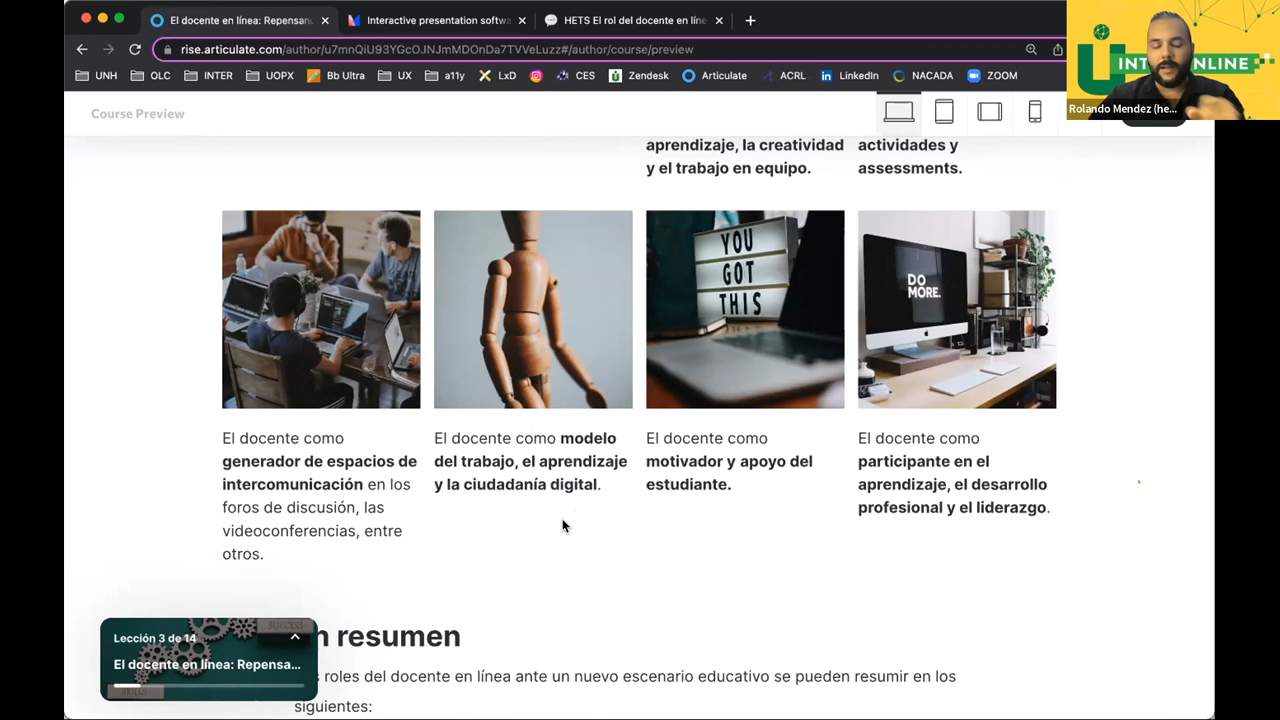 El docente en línea: Repensand
Interactive presentation softwa
HETS El rol del docente en líne
rise.articulate.com/author/u7mnQiU93YGcOJNJmMDOnDa7TVVeLuzz#/author/course/preview
UNH
OLC
INTER
UOPX
Bb Ultra
UX
a11y
LxD
CES
Zendesk
Articulate
ACRL
LinkedIn
NACADA
ZOOM
INT
ONLINE
Rolando Mendez (he...
Course Preview
aprendizaje, la creatividad
y el trabajo en equipo.
actividades y
assessments.
YOU
GOT
THIS
DO
MORE.
El docente como
generador de espacios de
intercomunicación en los
foros de discusión, las
videoconferencias, entre
otros.
El docente como modelo
del trabajo, el aprendizaje
y la ciudadanía digital.
El docente como
motivador y apoyo del
estudiante.
El docente como
participante en el
aprendizaje, el desarrollo
profesional y el liderazgo.
SUCCESS
Lección 3 de 14
El docente en línea: Repensa...
SKILLS
n resumen
s roles del docente en línea ante un nuevo escenario educativo se pueden resumir en los
siguientes: